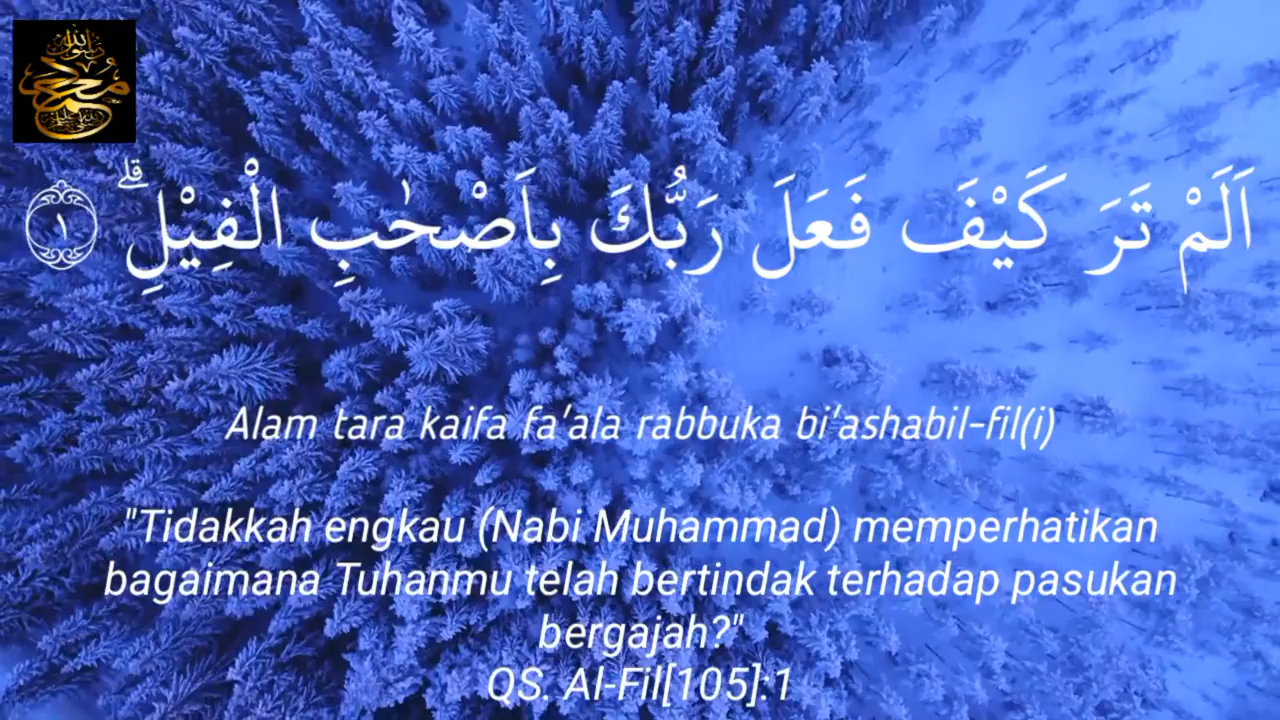 اَلَمْ تَرَ كَيْفَ فَعَلَ رَبُّكَ بِاَصْحٰبِ الْفِيْلِۗ ١
Alam tara kaifa fa'ala rabbuka bi'ashabil-fil(i)
"Tidakkah engkau (Nabi Muhammad) memperhatikan
bagaimana Tuhanmu telah bertindak terhadap pasukan
bergajah?"
QS. Al-Fil[105]:1